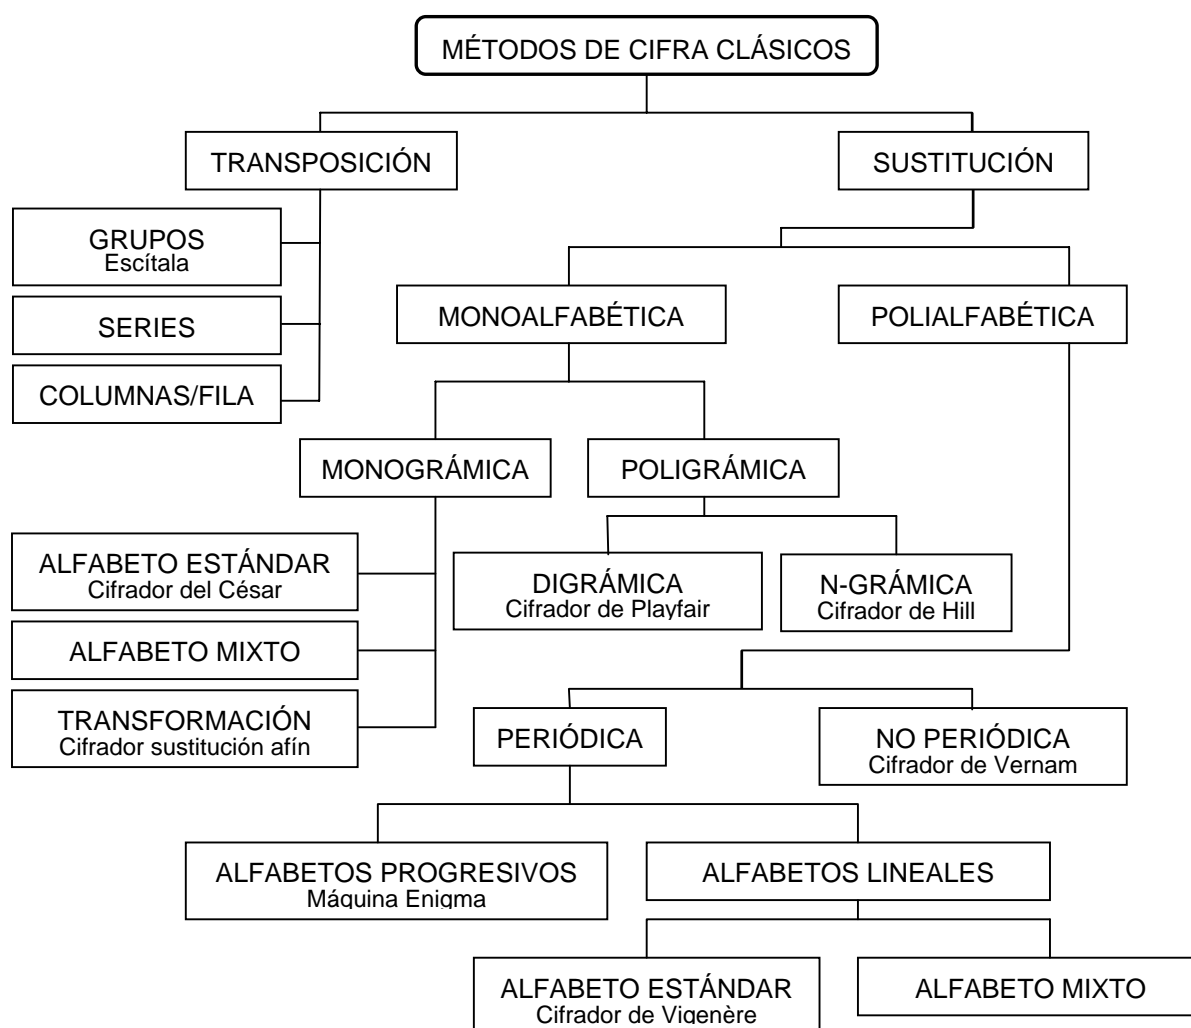 MÉTODOS DE CIFRA CLÁSICOS
TRANSPOSICIÓN
SUSTITUCIÓN
GRUPOS
Escítala
SERIES
COLUMNAS/FILA
MONOALFABÉTICA
POLIALFABÉTICA
MONOGRÁMICA
POLIGRÁMICA
ALFABETO ESTÁNDAR
Cifrador del César
ALFABETO MIXTO
TRANSFORMACIÓN
Cifrador sustitución afín
DIGRÁMICA
Cifrador de Playfair
N-GRÁMICA
Cifrador de Hill
PERIÓDICA
NO PERIÓDICA
Cifrador de Vernam
ALFABETOS PROGRESIVOS
Máquina Enigma
ALFABETOS LINEALES
ALFABETO ESTÁNDAR
Cifrador de Vigenère
ALFABETO MIXTO